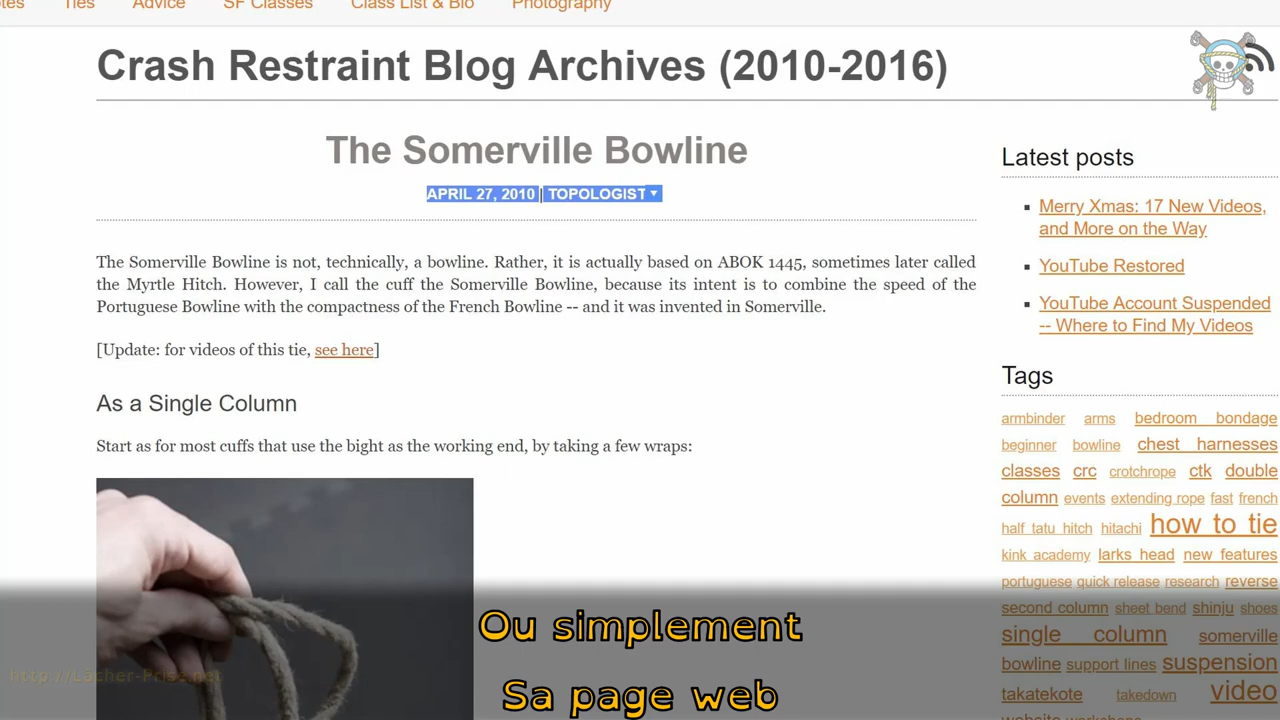 Ties Advice SF Classes Class List & Bio Photography
Crash Restraint Blog Archives (2010-2016)
The Somerville Bowline
APRIL 27, 2010 | TOPOLOGIST
The Somerville Bowline is not, technically, a bowline. Rather, it is actually based on ABOK 1445, sometimes later called
the Myrtle Hitch. However, I call the cuff the Somerville Bowline, because its intent is to combine the speed of the
Portuguese Bowline with the compactness of the French Bowline -- and it was invented in Somerville.
[Update: for videos of this tie, see here]
As a Single Column
Start as for most cuffs that use the bight as the working end, by taking a few wraps:
Latest posts
Merry Xmas: 17 New Videos,
and More on the Way
YouTube Restored
YouTube Account Suspended
-- Where to Find My Videos
Tags
armbinder arms bedroom bondage
beginner bowline chest harnesses
classes crc crotchrope ctk double
column events extending rope fast french
half tatu hitch hitachi how to tie
kink academy larks head new features
portuguese quick release research reverse
second column sheet bend shinju shoes
single column somerville
bowline support lines suspension
takatekote takedown video
http://Lâcher-Prise.net
Ou simplement
Sa page web